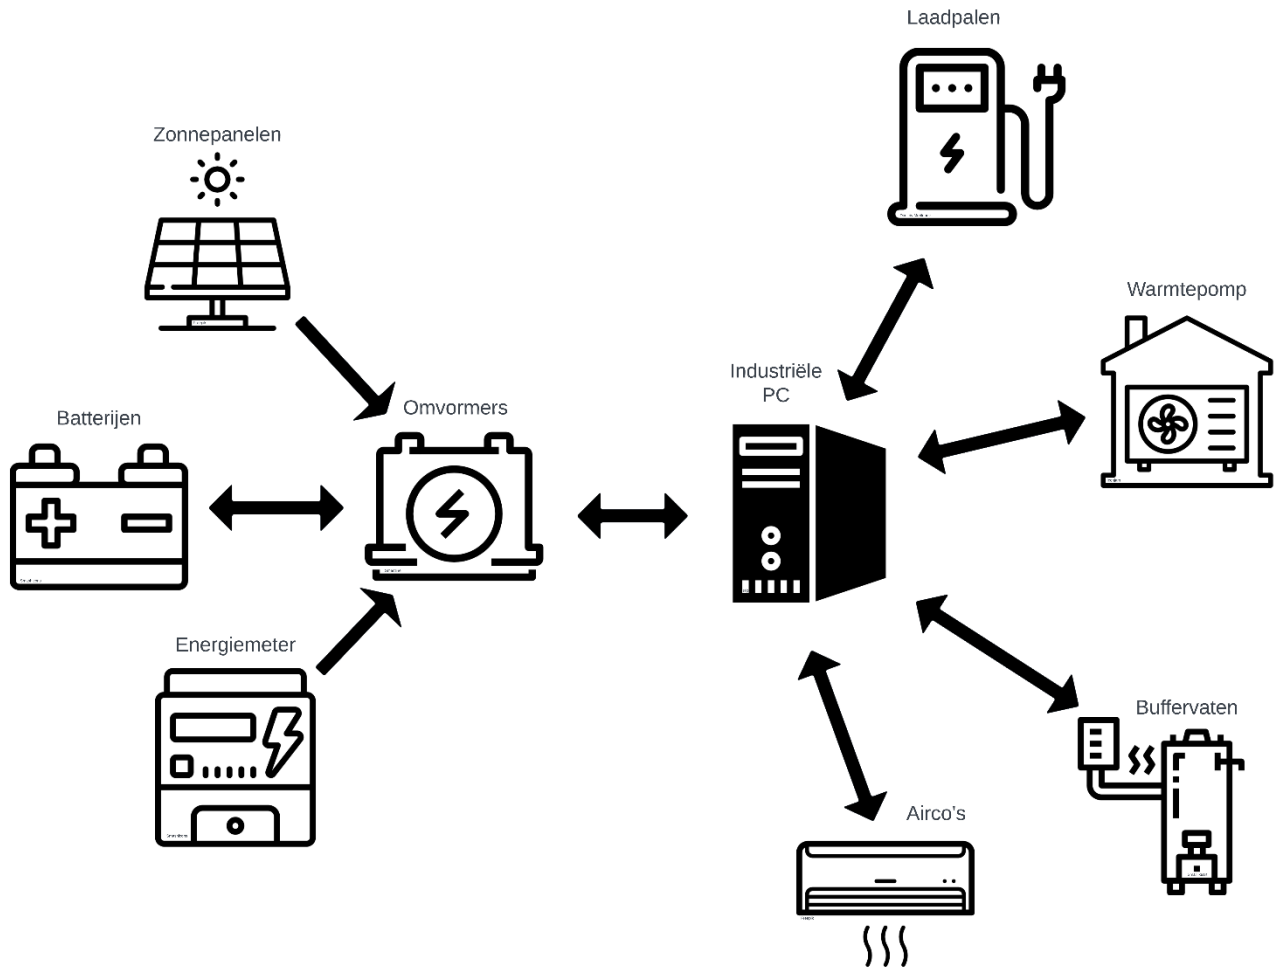 Laadpalen
Zonnepanelen
Warmtepomp
Industriële
PC
Omvormers
Batterijen
Energiemeter
Buffervaten
Airco's